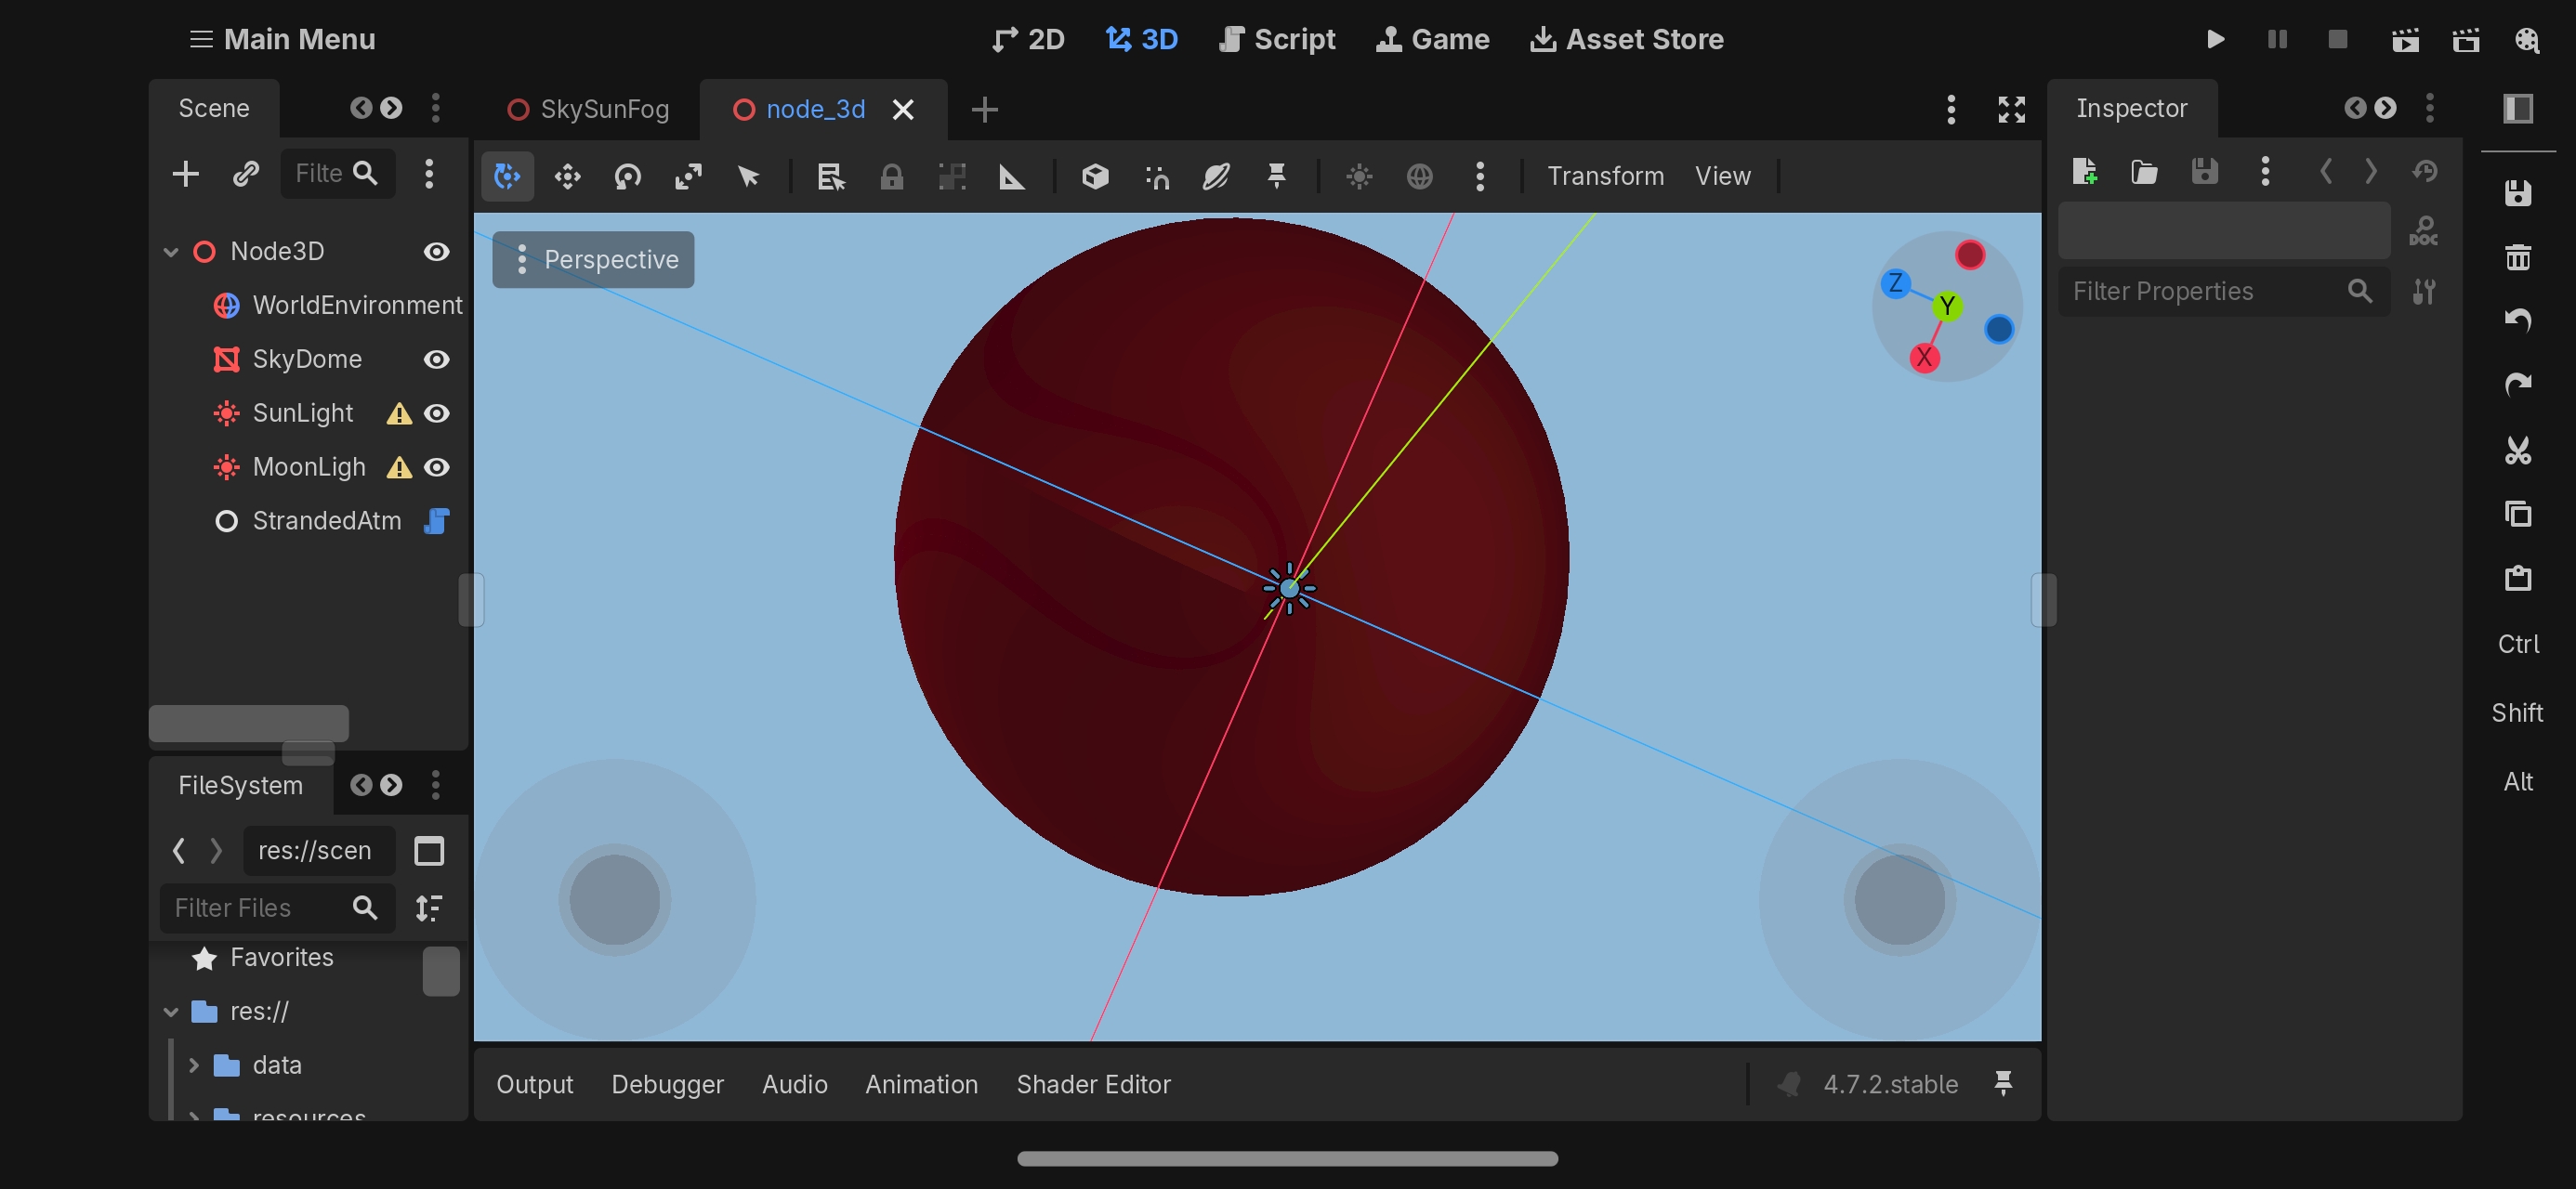 Main Menu
2D
3D
Script
Game
Asset Store
Scene
SkySunFog
node_3d
Inspector
Filte
Transform
View
Node3D
WorldEnvironment
SkyDome
SunLight
MoonLigh
StrandedAtm
Perspective
Z
Y
X
DOC
Filter Properties
FileSystem
res://scen
Filter Files
Favorites
res://
data
resources
Output
Debugger
Audio
Animation
Shader Editor
4.7.2.stable
Ctrl
Shift
Alt